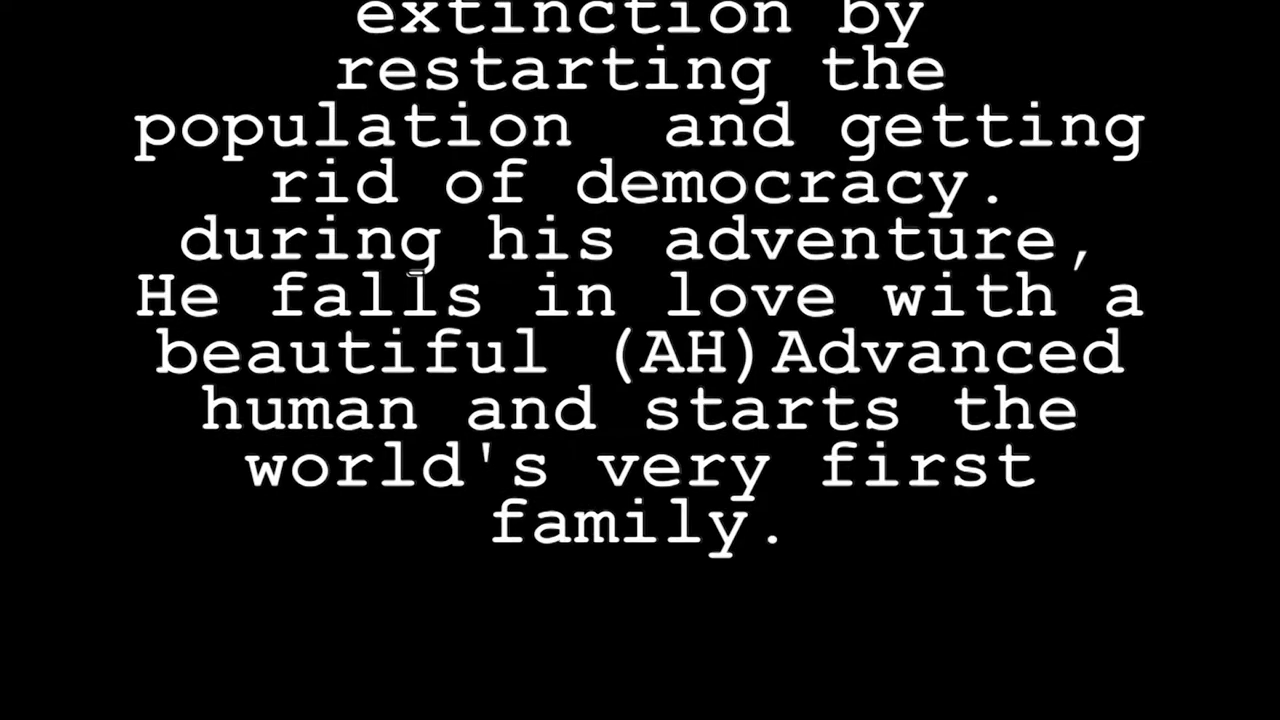 extinction by
restarting the
population  and getting
rid of democracy.
during his adventure,
He falls in love with a
beautiful (AH)Advanced
human and starts the
world's very first
family.